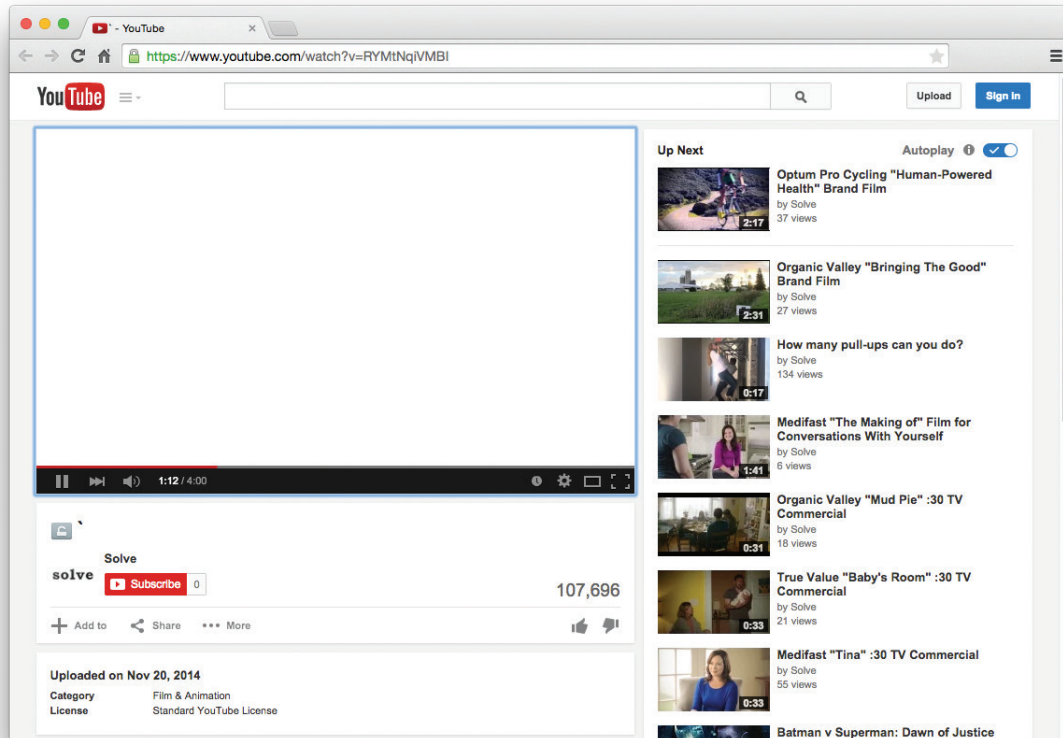 ` - YouTube
https://www.youtube.com/watch?v=RYMtNqiVMBI
YouTube
Upload
Sign In
1:12 / 4:00
`
Solve
solve
Subscribe 0
107,696
Add to Share More
Uploaded on Nov 20, 2014
Category Film & Animation
License Standard YouTube License
Up Next
Autoplay
Optum Pro Cycling "Human-Powered
Health" Brand Film
by Solve
37 views
2:17
Organic Valley "Bringing The Good"
Brand Film
by Solve
27 views
2:31
How many pull-ups can you do?
by Solve
134 views
0:17
Medifast "The Making of" Film for
Conversations With Yourself
by Solve
6 views
1:41
Organic Valley "Mud Pie" :30 TV
Commercial
by Solve
18 views
0:31
True Value "Baby's Room" :30 TV
Commercial
by Solve
21 views
0:33
Medifast "Tina" :30 TV Commercial
by Solve
55 views
0:33
Batman v Superman: Dawn of Justice